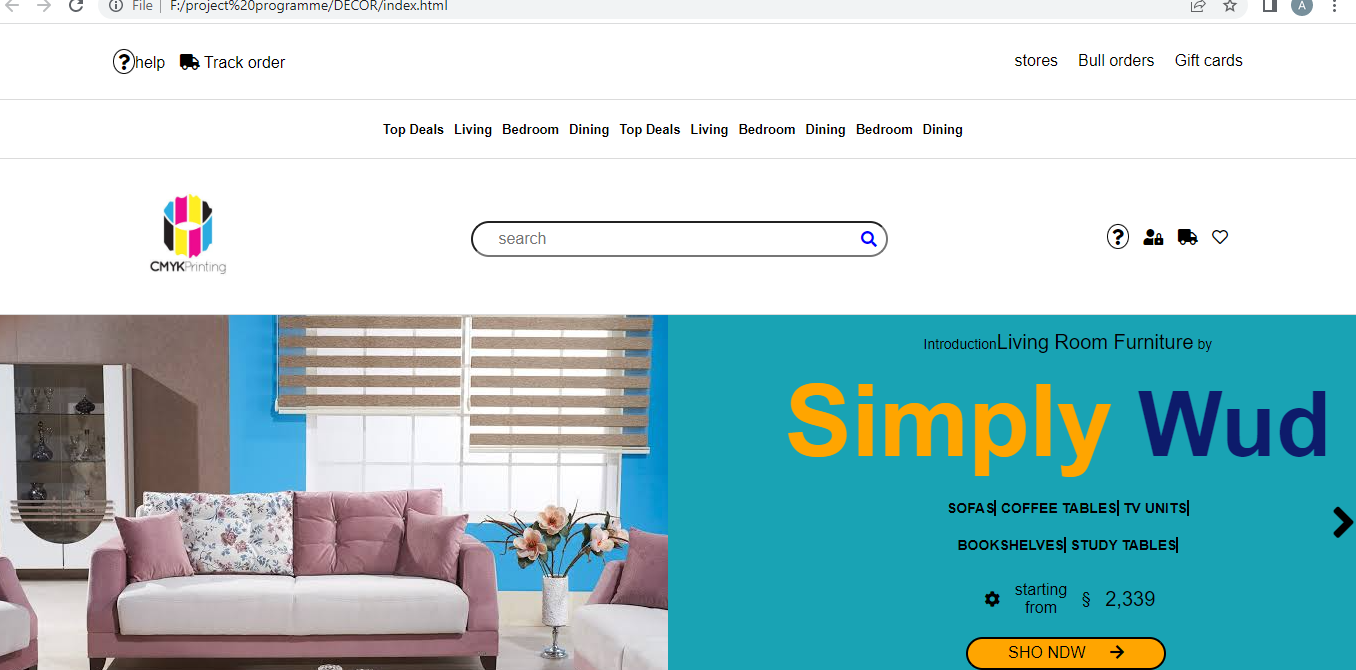 File | F:/project%20programme/DECOR/index.html
A
help Track order
stores Bull orders Gift cards
Top Deals Living Bedroom Dining Top Deals Living Bedroom Dining Bedroom Dining
CMYKPrinting
search
IntroductionLiving Room Furniture by
Simply Wud
SOFAS| COFFEE TABLES| TV UNITS|
BOOKSHELVES| STUDY TABLES|
starting
from
§ 2,339
SHO NDW